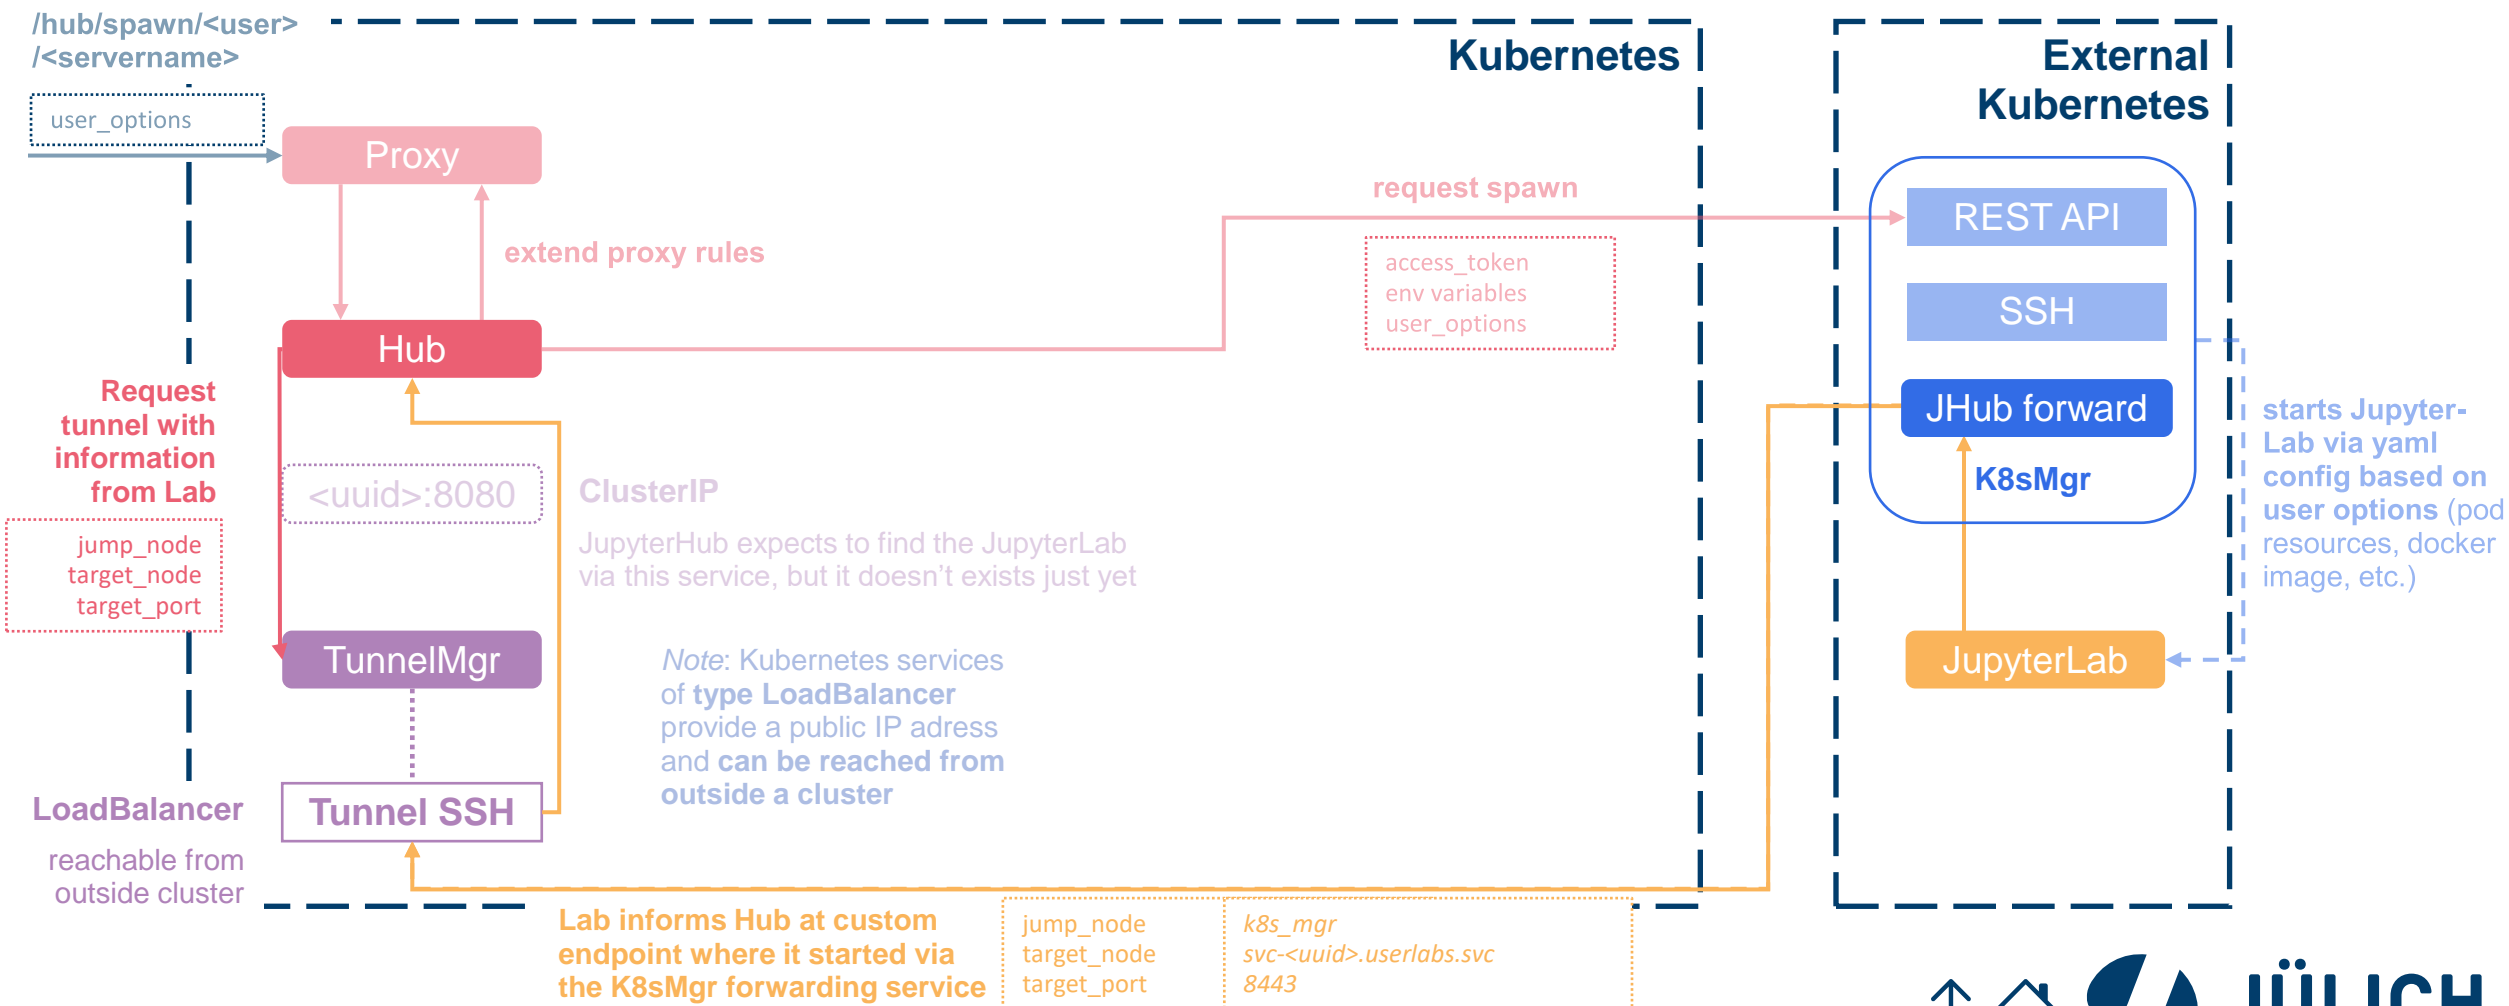 /hub/spawn/<user>
/<servername>
user_options
Kubernetes
External
Kubernetes
Proxy
extend proxy rules
request spawn
access_token
env variables
user_options
REST API
SSH
JHub forward
K8sMgr
Hub
Request
tunnel with
information
from Lab
jump_node
target_node
target_port
<uuid>:8080
ClusterIP
JupyterHub expects to find the JupyterLab
via this service, but it doesn't exists just yet
starts Jupyter-
Lab via yaml
config based on
user options (pod
resources, docker
image, etc.)
TunnelMgr
Note: Kubernetes services
of type LoadBalancer
provide a public IP adress
and can be reached from
outside a cluster
JupyterLab
LoadBalancer
reachable from
outside cluster
Tunnel SSH
Lab informs Hub at custom
endpoint where it started via
the K8sMgr forwarding service
jump_node k8s_mgr
target_node svc-<uuid>.userlabs.svc
target_port 8443
JÜLICH